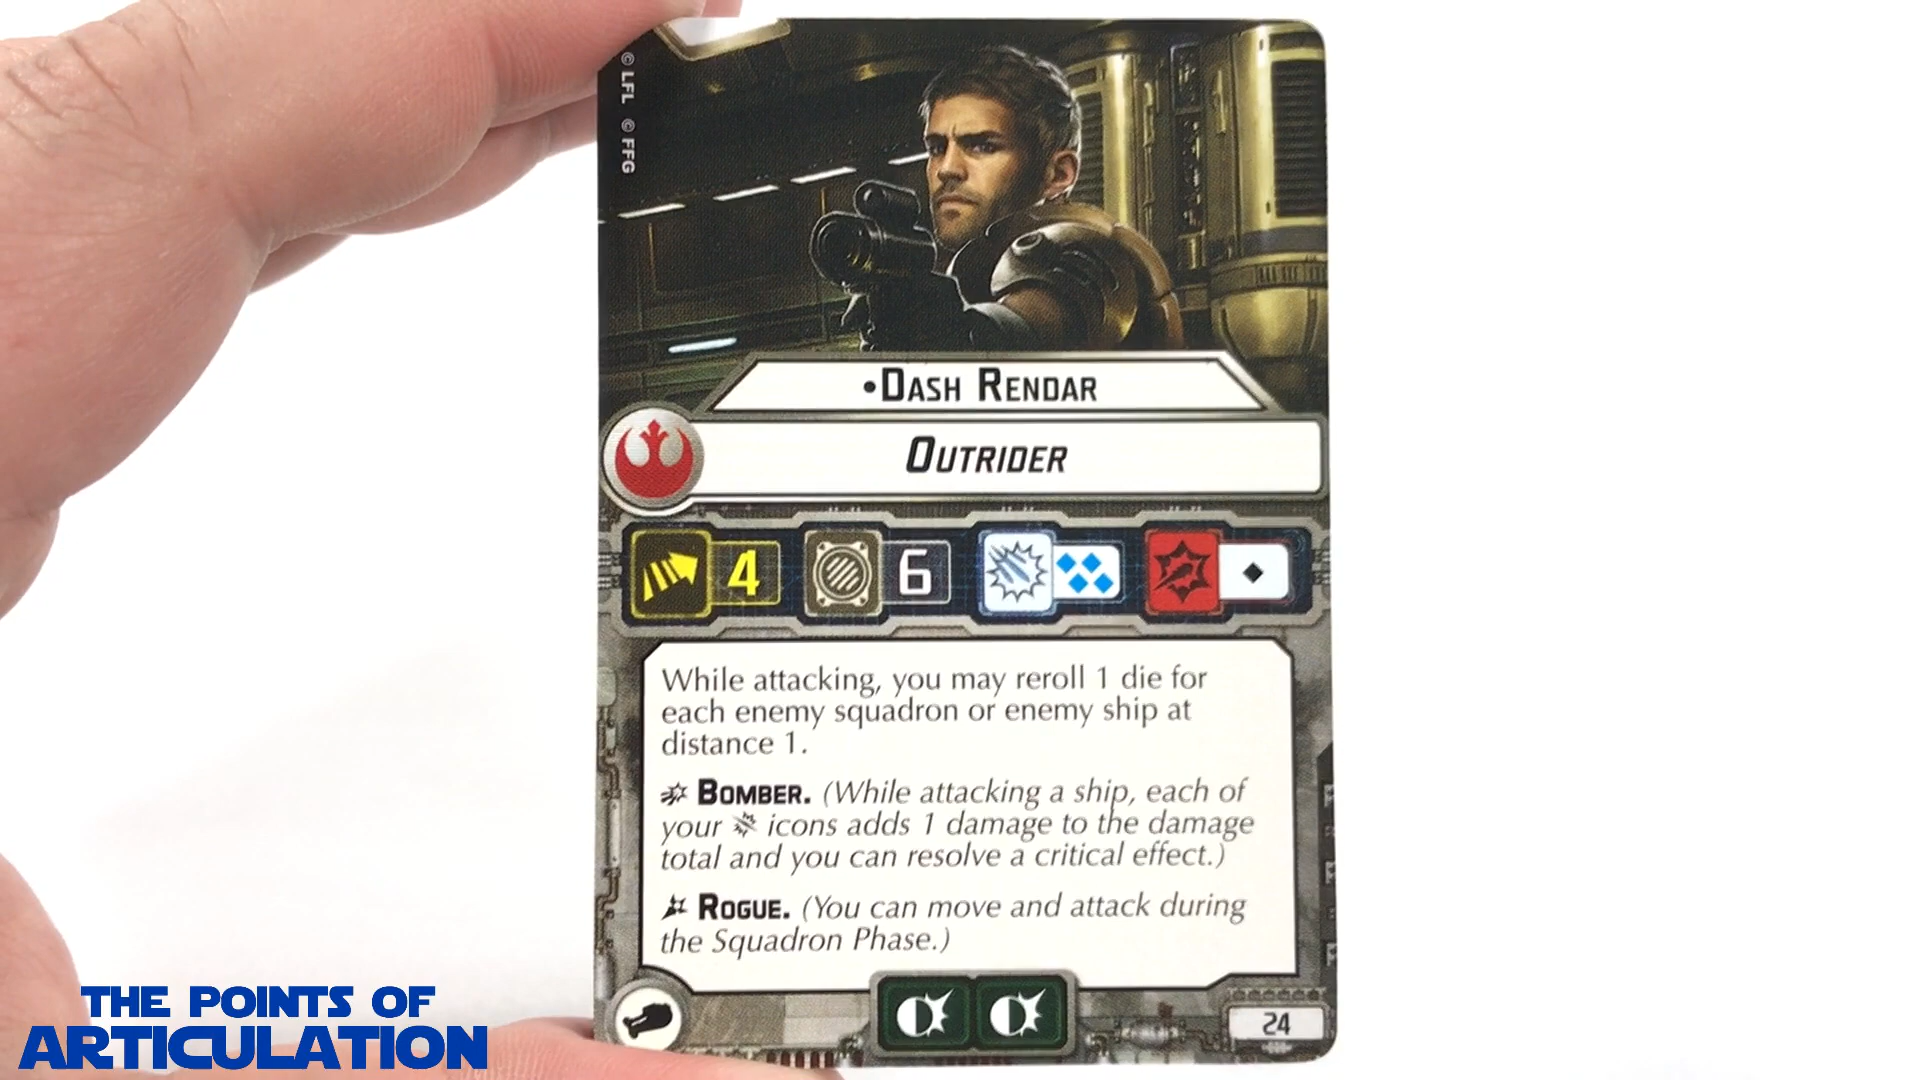 © LFL © FFG
•DASH RENDAR
OUTRIDER
4 6
While attacking, you may reroll 1 die for
each enemy squadron or enemy ship at
distance 1.
BOMBER. (While attacking a ship, each of
your icons adds 1 damage to the damage
total and you can resolve a critical effect.)
ROGUE. (You can move and attack during
the Squadron Phase.)
24
THE POINTS OF
ARTICULATION